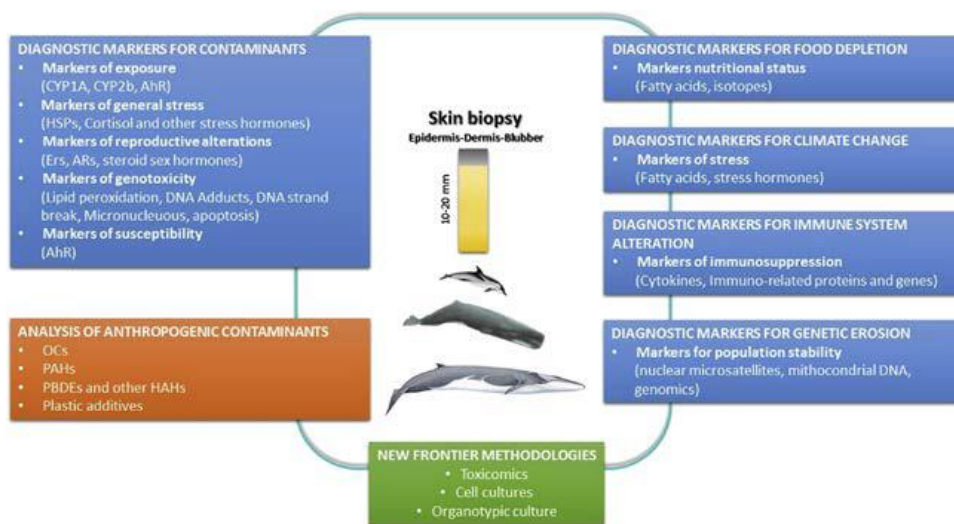 DIAGNOSTIC MARKERS FOR CONTAMINANTS
• Markers of exposure
(CYP1A, CYP2b, AhR)
• Markers of general stress
(HSPs, Cortisol and other stress hormones)
• Markers of reproductive alterations
(Ers, ARs, steroid sex hormones)
• Markers of genotoxicity
(Lipid peroxidation, DNA Adducts, DNA strand
break, Micronucleuous, apoptosis)
• Markers of susceptibility
(AhR)
ANALYSIS OF ANTHROPOGENIC CONTAMINANTS
• OCs
• PAHs
• PBDEs and other HAHs
• Plastic additives
Skin biopsy
Epidermis-Dermis-Blubber
10-20 mm
NEW FRONTIER METHODOLOGIES
• Toxicomics
• Cell cultures
• Organotypic culture
DIAGNOSTIC MARKERS FOR FOOD DEPLETION
• Markers nutritional status
(Fatty acids, isotopes)
DIAGNOSTIC MARKERS FOR CLIMATE CHANGE
• Markers of stress
(Fatty acids, stress hormones)
DIAGNOSTIC MARKERS FOR IMMUNE SYSTEM
ALTERATION
• Markers of immunosuppression
(Cytokines, Immuno-related proteins and genes)
DIAGNOSTIC MARKERS FOR GENETIC EROSION
• Markers for population stability
(nuclear microsatellites, mithocondrial DNA,
genomics)